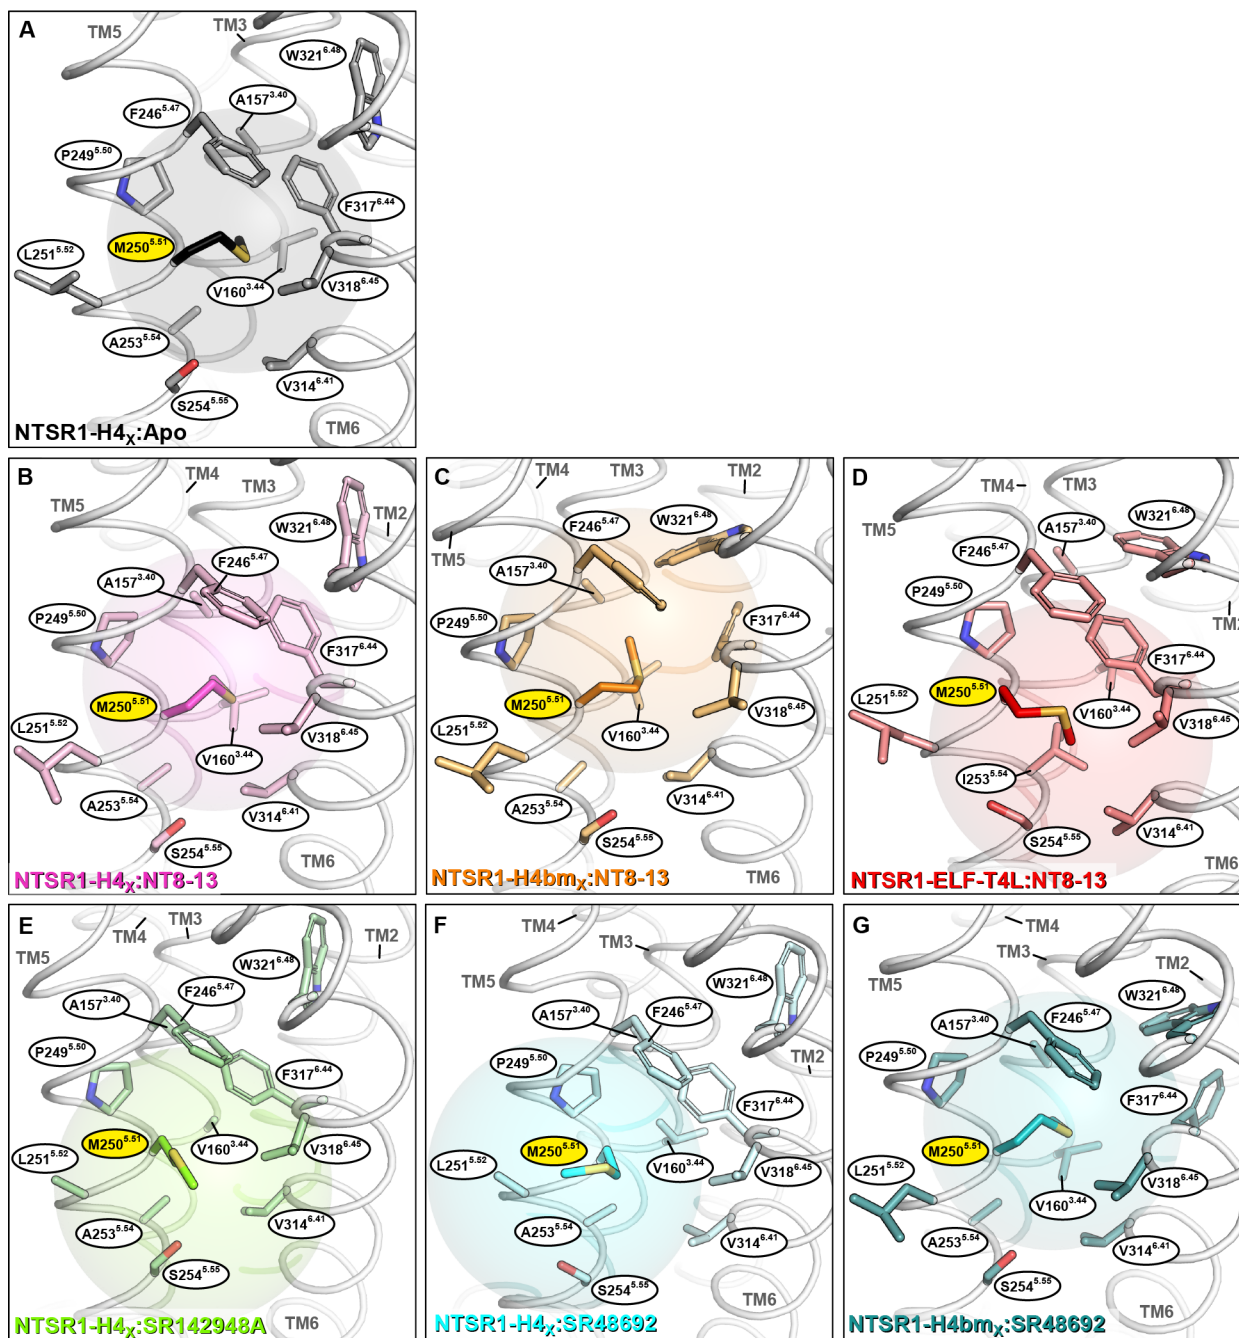 A
TM5
TM3
W321^6.48
A157^3.40
F246^5.47
P249^5.50
F317^6.44
M250^5.51
L251^5.52
V160^3.44
V318^6.45
A253^5.54
V314^6.41
S254^5.55
TM6
NTSR1-H4X:Apo
B
TM4
TM3
TM5
TM2
W321^6.48
F246^5.47
A157^3.40
P249^5.50
F317^6.44
M250^5.51
L251^5.52
V318^6.45
V160^3.44
A253^5.54
V314^6.41
S254^5.55
TM6
NTSR1-H4X:NT8-13
C
TM4
TM3
TM2
F246^5.47
W321^6.48
TM5
A157^3.40
P249^5.50
F317^6.44
M250^5.51
V318^6.45
L251^5.52
V160^3.44
A253^5.54
V314^6.41
S254^5.55
TM6
NTSR1-H4bmX:NT8-13
D
TM4
TM3
W321^6.48
TM5
A157^3.40
F246^5.47
P249^5.50
TM2
F317^6.44
M250^5.51
L251^5.52
V160^3.44
V318^6.45
I253^5.54
S254^5.55
V314^6.41
TM6
NTSR1-ELF-T4L:NT8-13
E
TM3
TM4
TM2
TM5
W321^6.48
F246^5.47
A157^3.40
P249^5.50
F317^6.44
M250^5.51
V160^3.44
V318^6.45
L251^5.52
A253^5.54
V314^6.41
S254^5.55
TM6
NTSR1-H4X:SR142948A
F
TM4
TM3
TM5
W321^6.48
A157^3.40
F246^5.47
P249^5.50
TM2
F317^6.44
M250^5.51
L251^5.52
V160^3.44
V318^6.45
A253^5.54
V314^6.41
S254^5.55
TM6
NTSR1-H4X:SR48692
G
TM4
TM3
TM2
TM5
W321^6.48
F246^5.47
A157^3.40
P249^5.50
F317^6.44
M250^5.51
L251^5.52
V318^6.45
V160^3.44
A253^5.54
V314^6.41
S254^5.55
TM6
NTSR1-H4bmX:SR48692